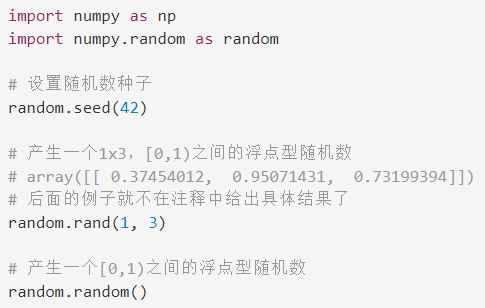 import numpy as np
import numpy.random as random
# 设置随机数种子
random.seed(42)
# 产生一个1x3，[0,1)之间的浮点型随机数
# array([[ 0.37454012,  0.95071431,  0.73199394]])
# 后面的例子就不在注释中给出具体结果了
random.rand(1, 3)
# 产生一个[0,1)之间的浮点型随机数
random.random()